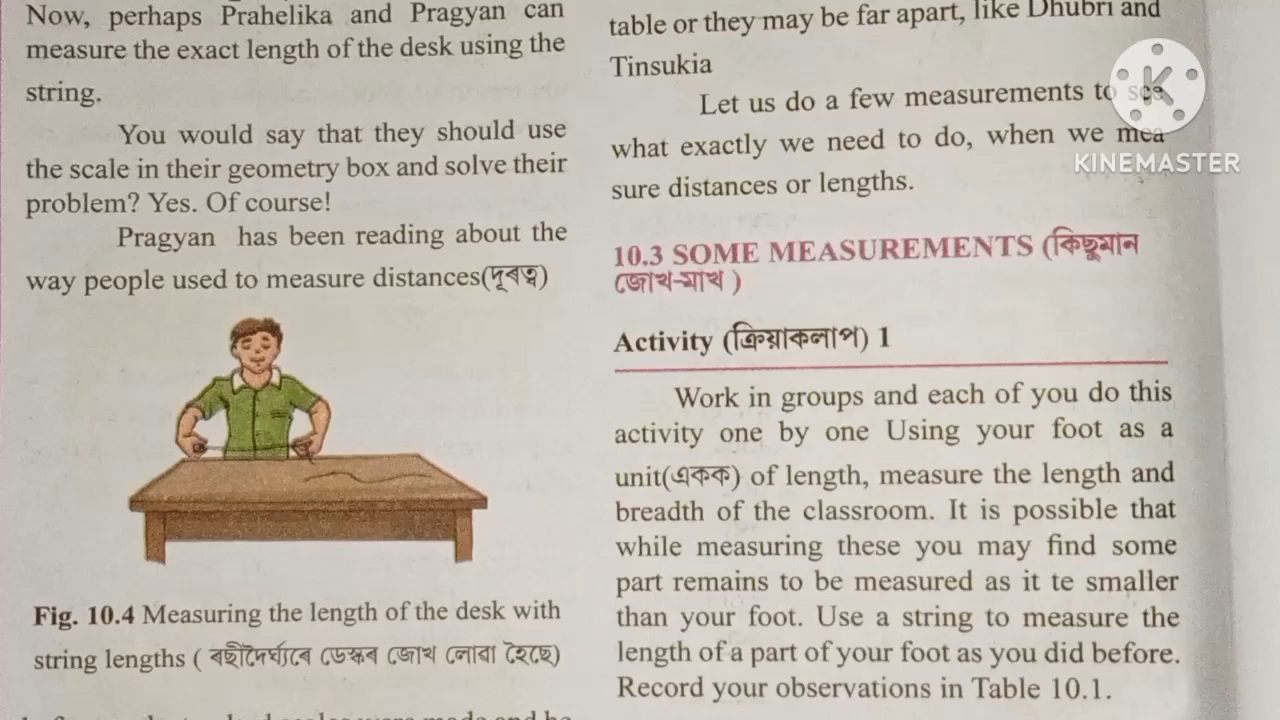 Now, perhaps Prahelika and Pragyan can
measure the exact length of the desk using the
string.
You would say that they should use
the scale in their geometry box and solve their
problem? Yes. Of course!
Pragyan has been reading about the
way people used to measure distances(দূৰত্ব)
Fig. 10.4 Measuring the length of the desk with
string lengths ( ৰছীদৈৰ্ঘ্যৰে ডেস্কৰ জোখ লোৱা হৈছে)
table or they may be far apart, like Dhubri and
Tinsukia
Let us do a few measurements to see
what exactly we need to do, when we mea
sure distances or lengths.
10.3 SOME MEASUREMENTS (কিছুমান
জোখ-মাখ )
Activity (ক্ৰিয়াকলাপ) 1
Work in groups and each of you do this
activity one by one Using your foot as a
unit(একক) of length, measure the length and
breadth of the classroom. It is possible that
while measuring these you may find some
part remains to be measured as it te smaller
than your foot. Use a string to measure the
length of a part of your foot as you did before.
Record your observations in Table 10.1.
KINEMASTER